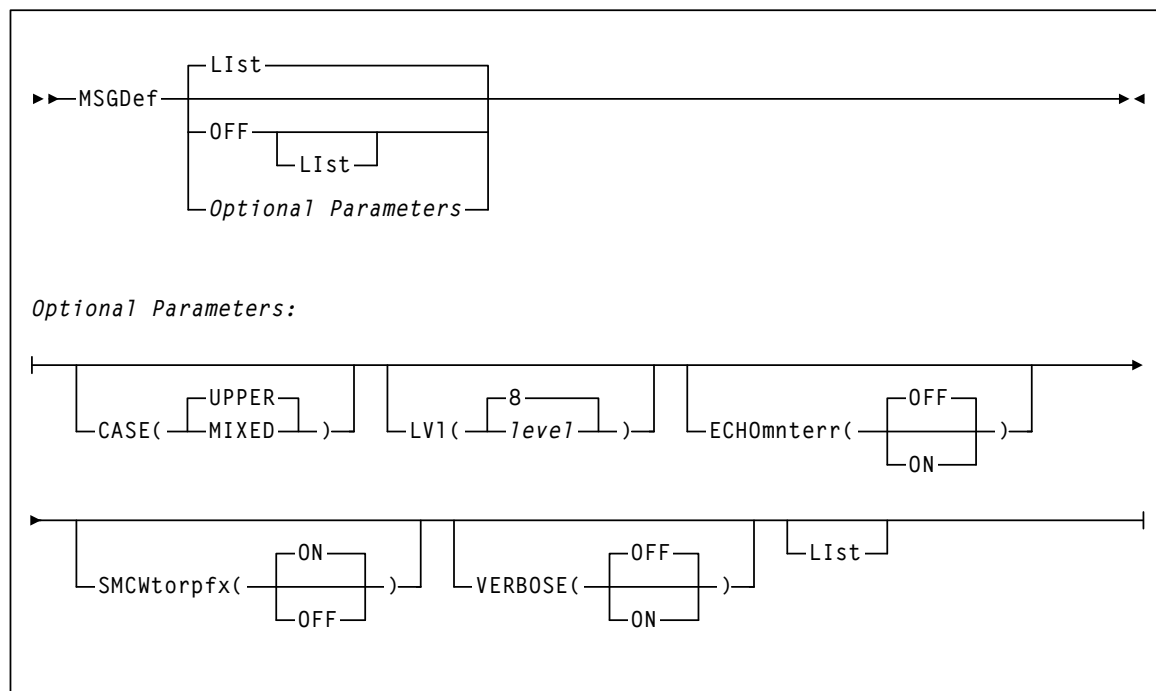 LIst
MSGDef
OFF
LIst
Optional Parameters
Optional Parameters:
UPPER 8 OFF
CASE( MIXED ) LVl( level ) ECHOmnterr( )
ON
ON OFF LIst
SMCWtorpfx( ) VERBOSE( )
OFF ON